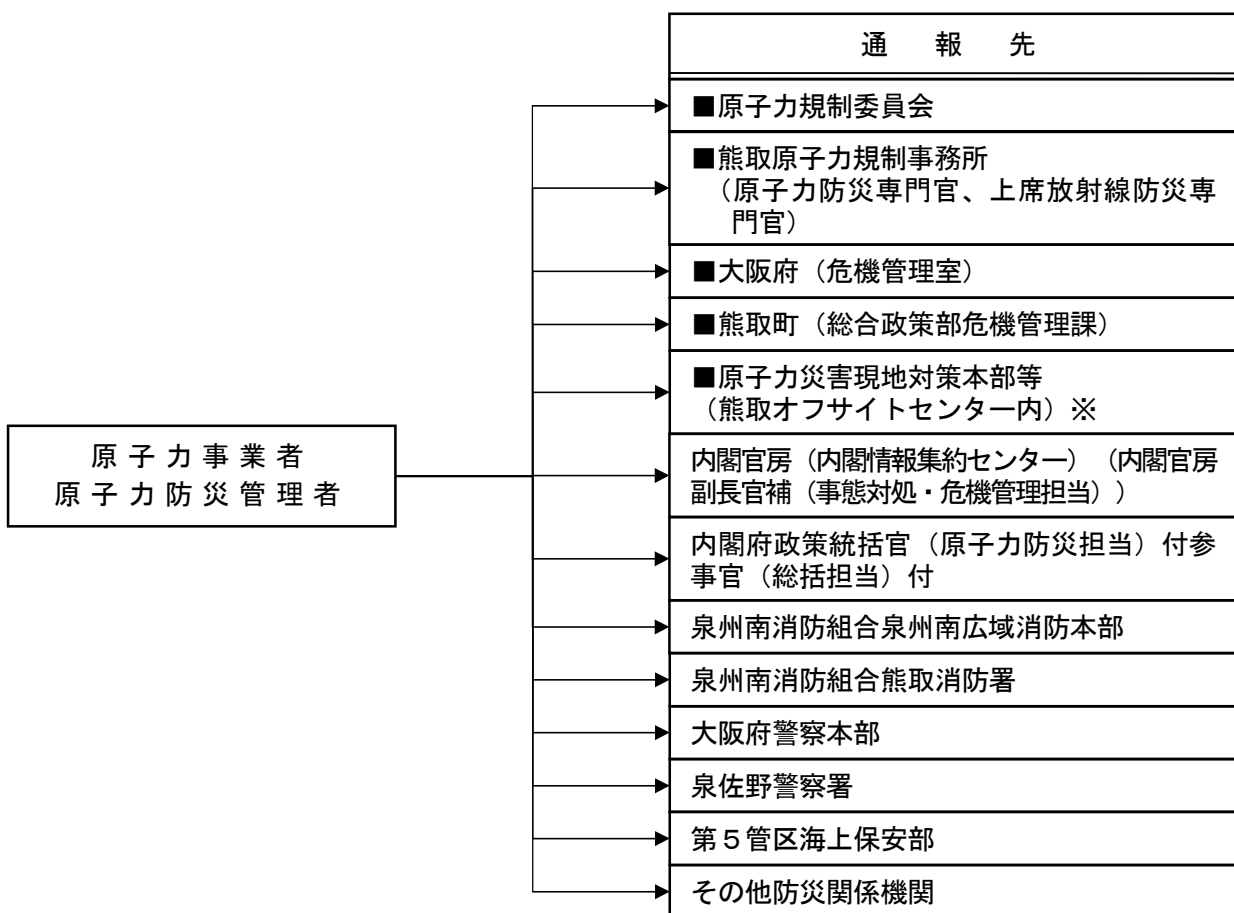 通 報 先
■原子力規制委員会
■熊取原子力規制事務所
（原子力防災専門官、上席放射線防災専
門官）
■大阪府（危機管理室）
■熊取町（総合政策部危機管理課）
■原子力災害現地対策本部等
（熊取オフサイトセンター内）※
原子力事業者
原子力防災管理者
内閣官房（内閣情報集約センター）（内閣官房
副長官補（事態対処・危機管理担当））
内閣府政策統括官（原子力防災担当）付参
事官（総括担当）付
泉州南消防組合泉州南広域消防本部
泉州南消防組合熊取消防署
大阪府警察本部
泉佐野警察署
第５管区海上保安部
その他防災関係機関